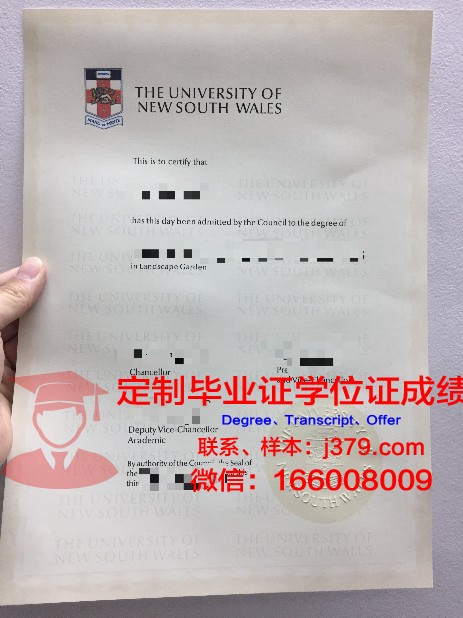 THE UNIVERSITY OF
NEW SOUTH WALES
This is to certify that
has this day been admitted by the Council to the degree of
in Landscape Garden
Chancellor
Pre
定制毕业证学位证成绩
Degree、Transcript、Offer
Deputy Vice-Chancellor
Academic
联系、样本：j379.com
By authority of the Council the Seal of
the
微信：166008009
thir